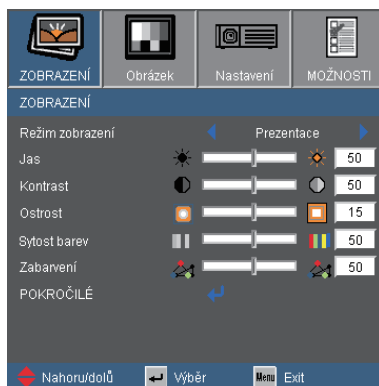 ZOBRAZENÍ Obrázek Nastavení MOŽNOSTI
ZOBRAZENÍ
Režim zobrazení Prezentace
Jas 50
Kontrast 50
Ostrost 15
Sytost barev 50
Zabarvení 50
POKROČILÉ
Nahoru/dolů Výběr Menu Exit